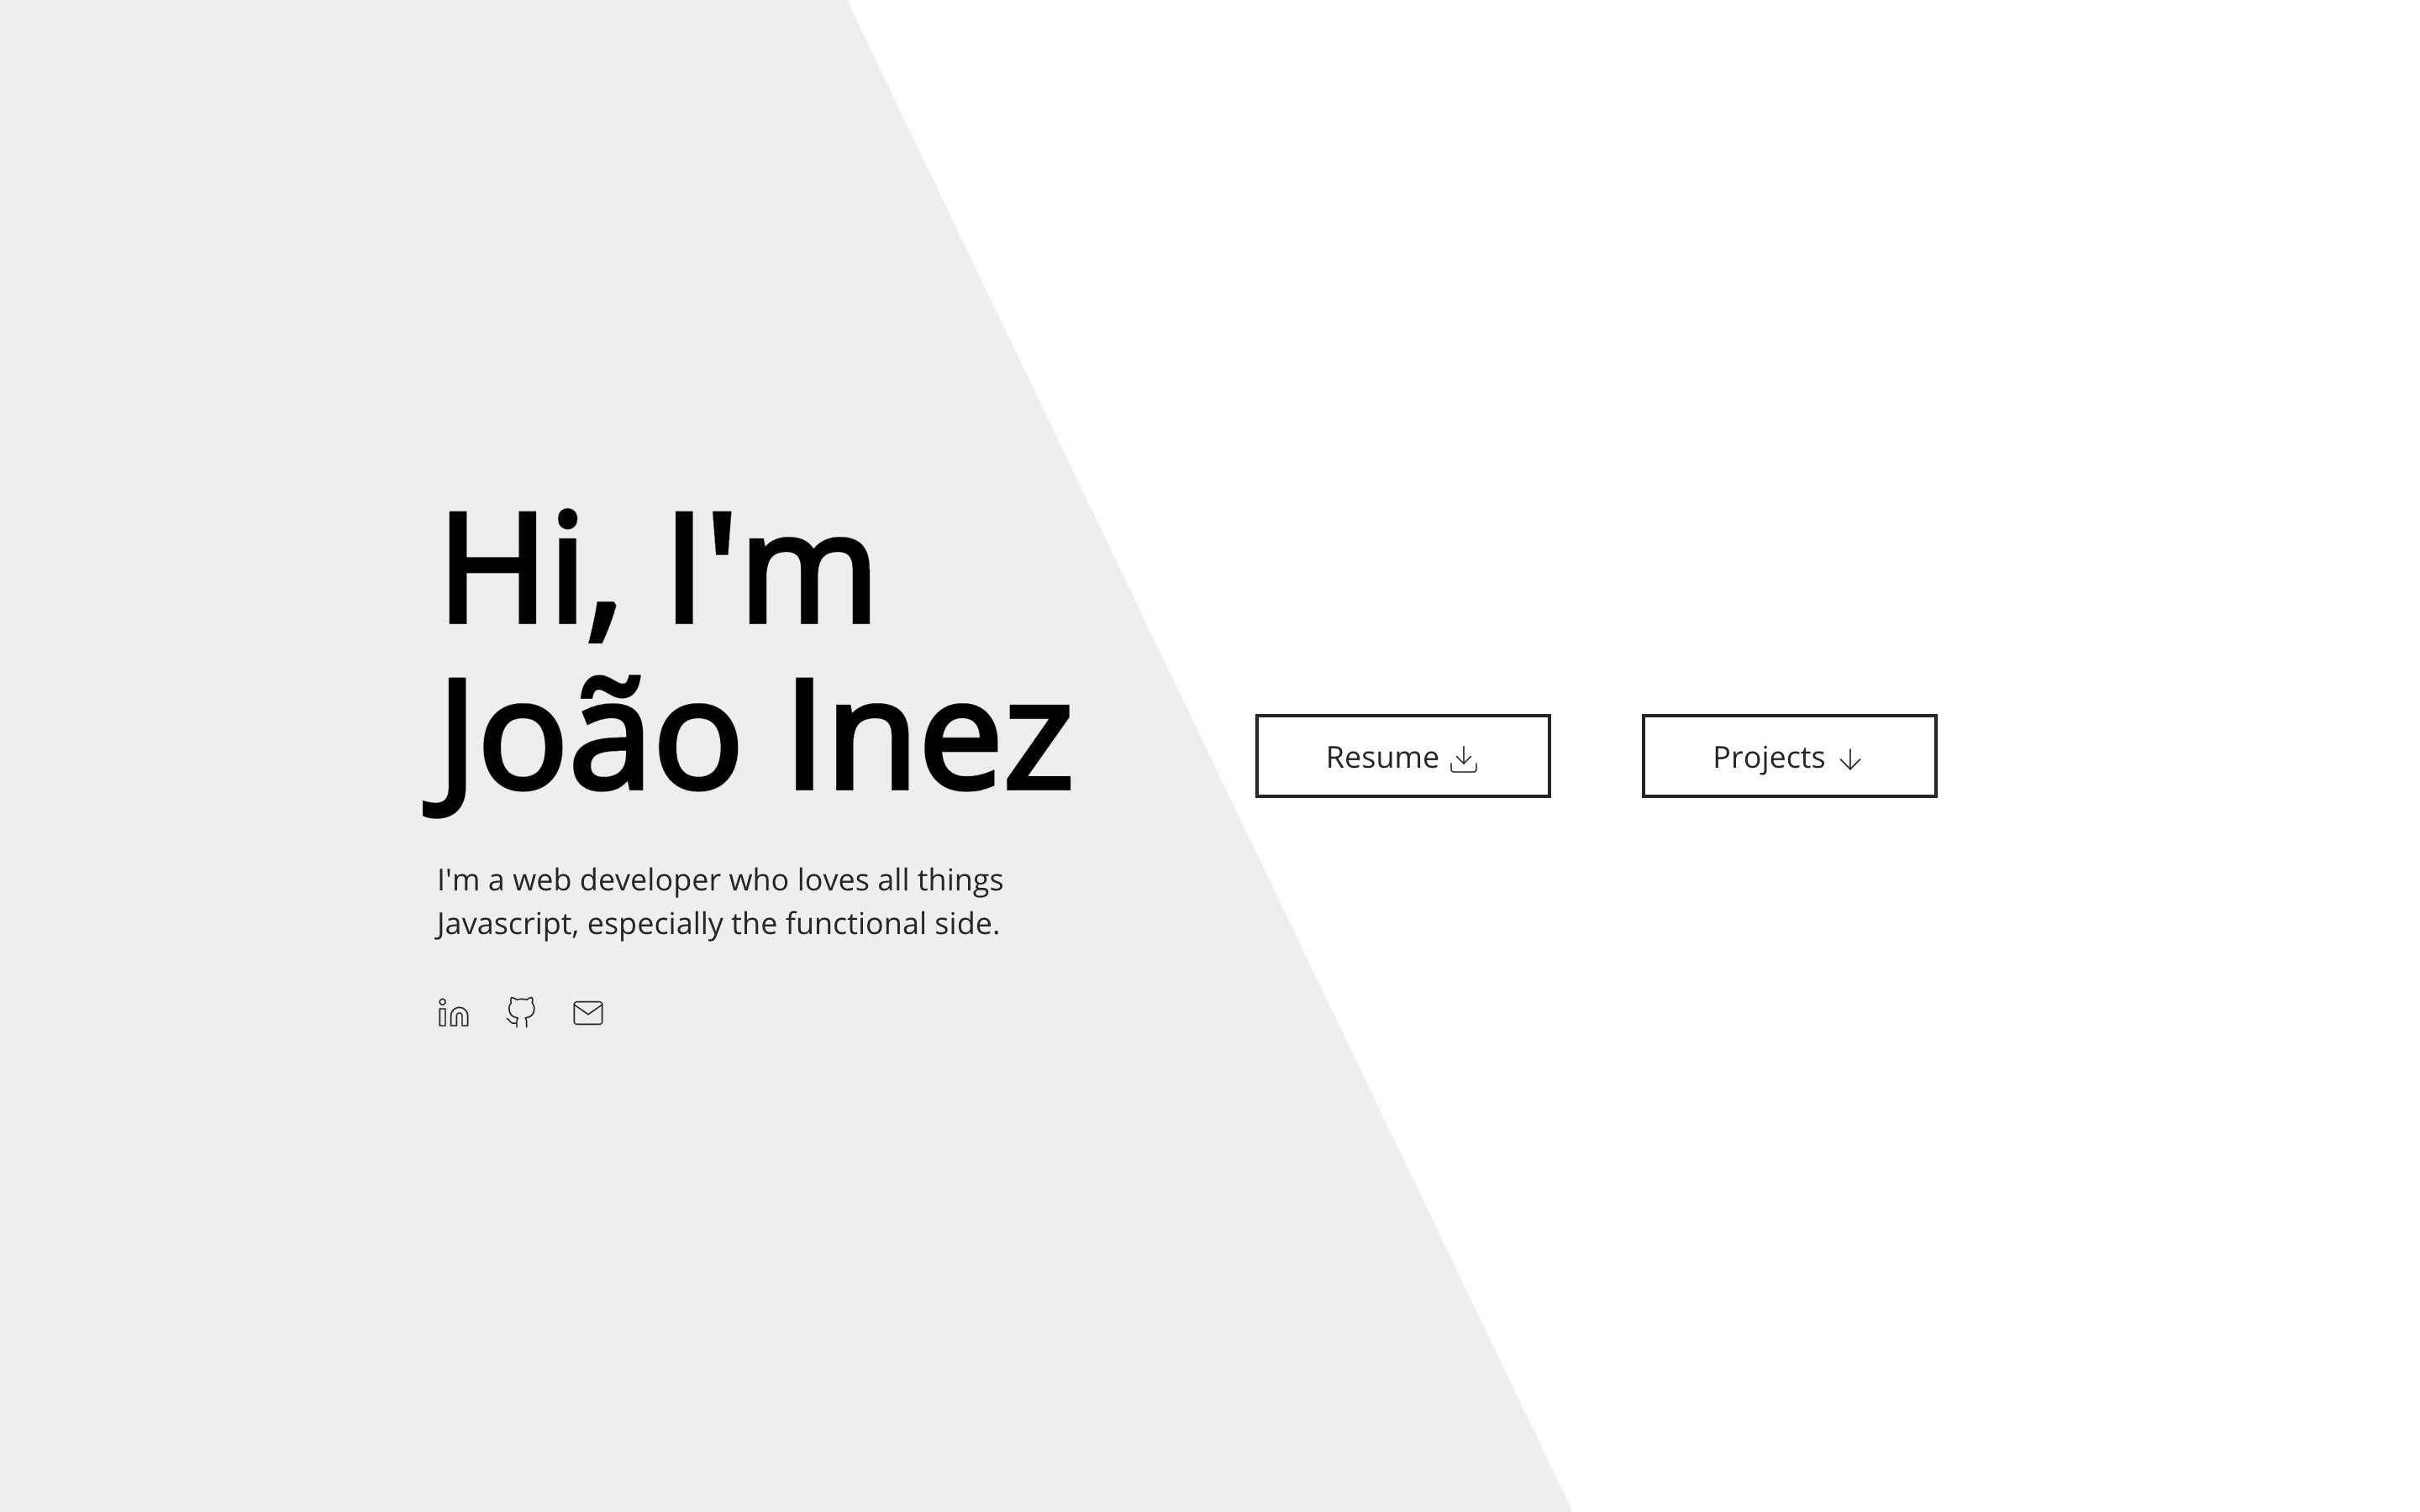 Hi, I'm
João Inez
I'm a web developer who loves all things
Javascript, especially the functional side.
Resume
Projects